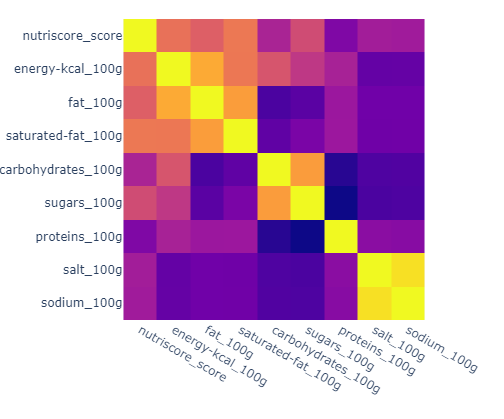 nutriscore_score
energy-kcal_100g
fat_100g
saturated-fat_100g
carbohydrates_100g
sugars_100g
proteins_100g
salt_100g
sodium_100g
nutriscore_score
energy-kcal_100g
fat_100g
saturated-fat_100g
carbohydrates_100g
sugars_100g
proteins_100g
salt_100g
sodium_100g